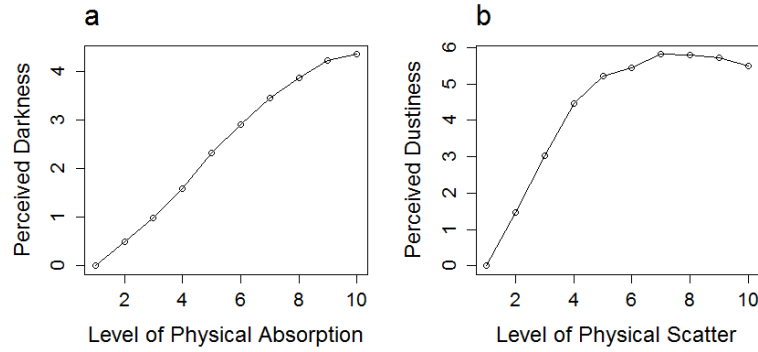 a
Perceived Darkness
4
3
2
1
0
2 4 6 8 10
Level of Physical Absorption
b
Perceived Dustiness
6
5
4
3
2
1
0
2 4 6 8 10
Level of Physical Scatter